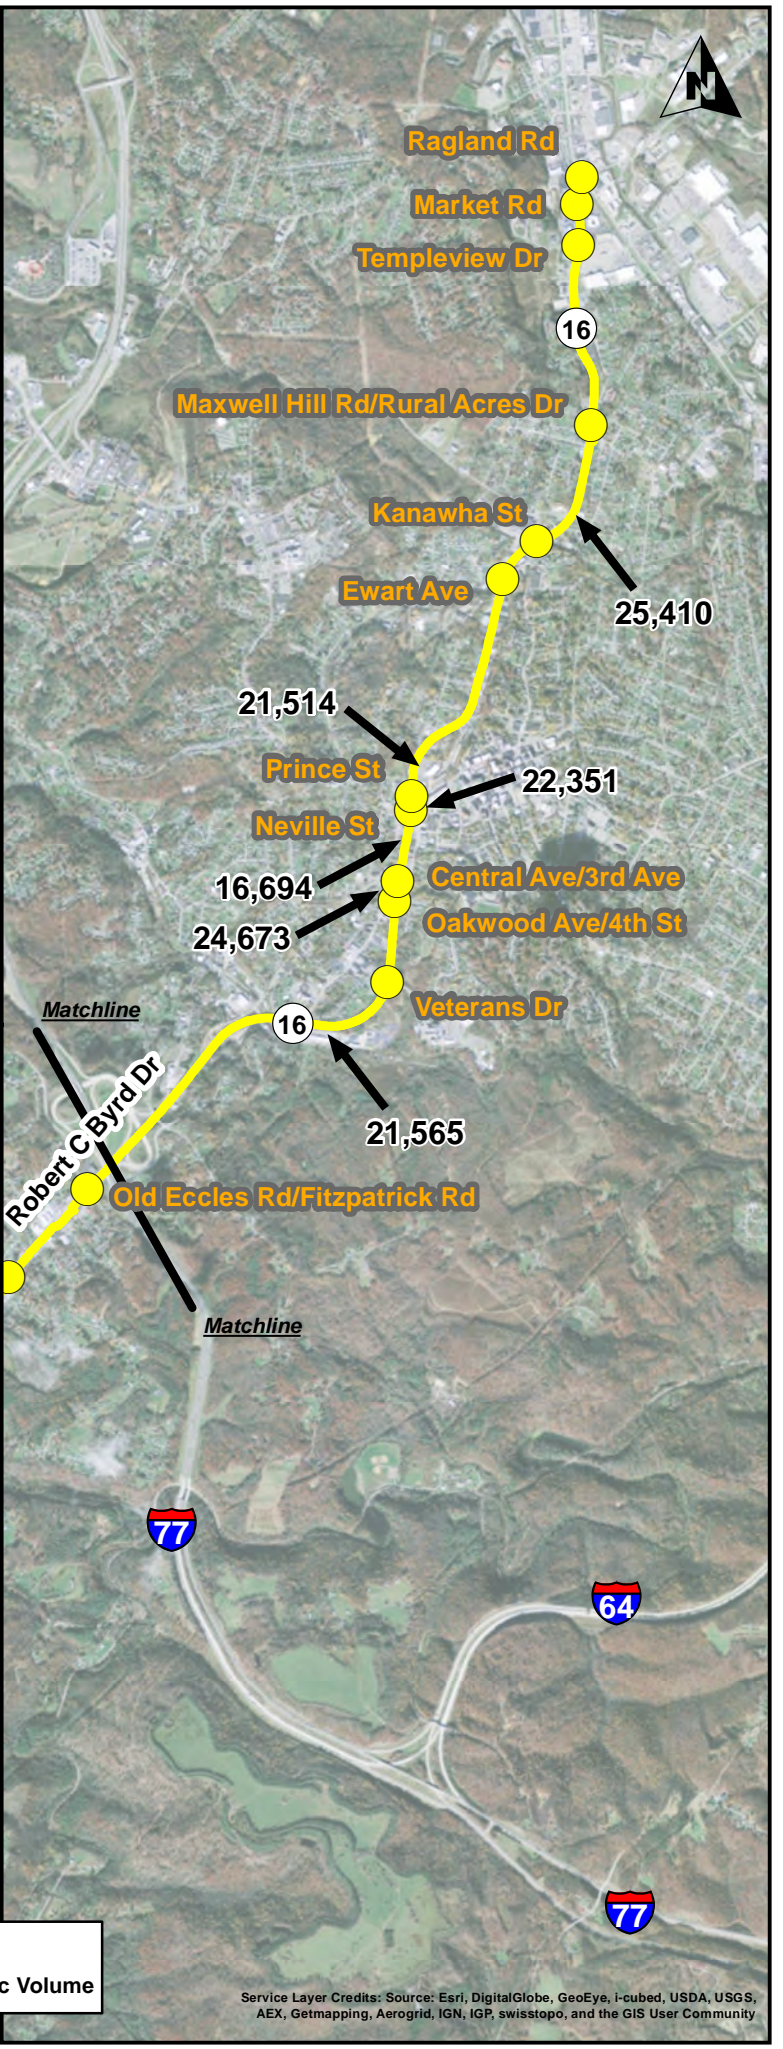 N
Ragland Rd
Market Rd
Templeview Dr
16
Maxwell Hill Rd/Rural Acres Dr
Kanawha St
Ewart Ave
25,410
21,514
Prince St
22,351
Neville St
16,694
Central Ave/3rd Ave
24,673
Oakwood Ave/4th St
Veterans Dr
Matchline
16
Robert C Byrd Dr
21,565
Old Eccles Rd/Fitzpatrick Rd
Matchline
77
64
77
c Volume
Service Layer Credits: Source: Esri, DigitalGlobe, GeoEye, i-cubed, USDA, USGS,
AEX, Getmapping, Aerogrid, IGN, IGP, swisstopo, and the GIS User Community